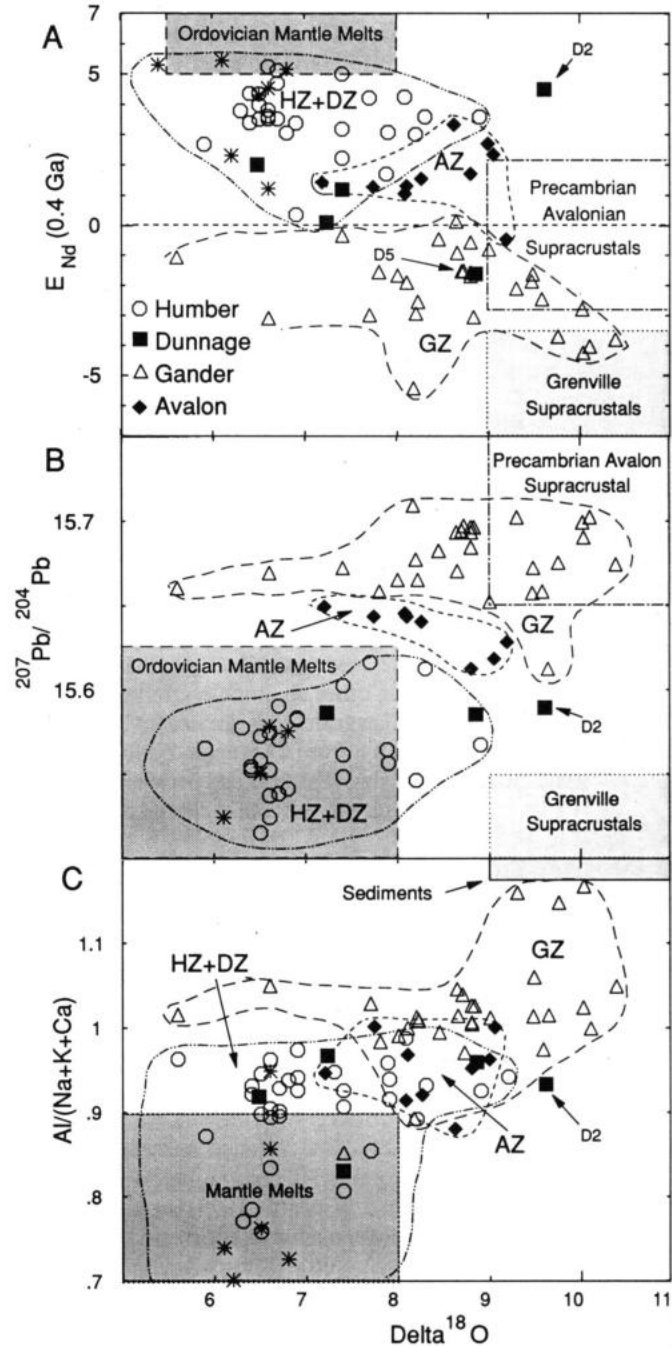 A
7
Ordovician Mantle Melts
D2
5
HZ+DZ
AZ
Precambrian
Avalonian
0
Supracrustals
D5
E Nd (0.4 Ga)
○ Humber
■ Dunnage
△ Gander
◆ Avalon
GZ
-5
Grenville
Supracrustals
B
Precambrian Avalon
Supracrustal
15.7
AZ
GZ
207Pb/ 204Pb
Ordovician Mantle Melts
15.6
D2
HZ+DZ
Grenville
Supracrustals
C
Sediments
1.1
HZ+DZ
GZ
1
Al/(Na+K+Ca)
.9
AZ
D2
Mantle Melts
.8
.7
6 7 8 9 10 11
Delta18O